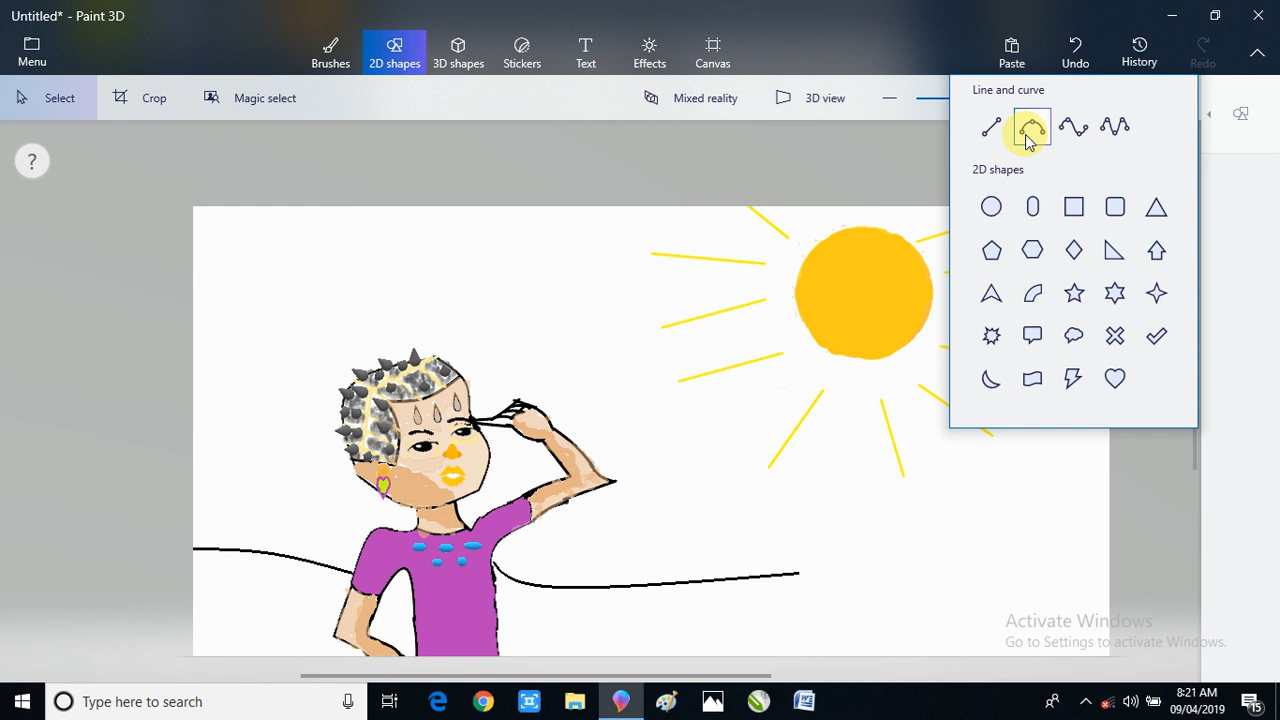 Untitled* - Paint 3D
Menu
Brushes
2D shapes
3D shapes
Stickers
Text
Effects
Canvas
Paste
Undo
History
Redo
Select
Crop
Magic select
Mixed reality
3D view
Line and curve
2D shapes
?
Activate Windows
Go to Settings to activate Windows.
Type here to search
8:21 AM
09/04/2019
15